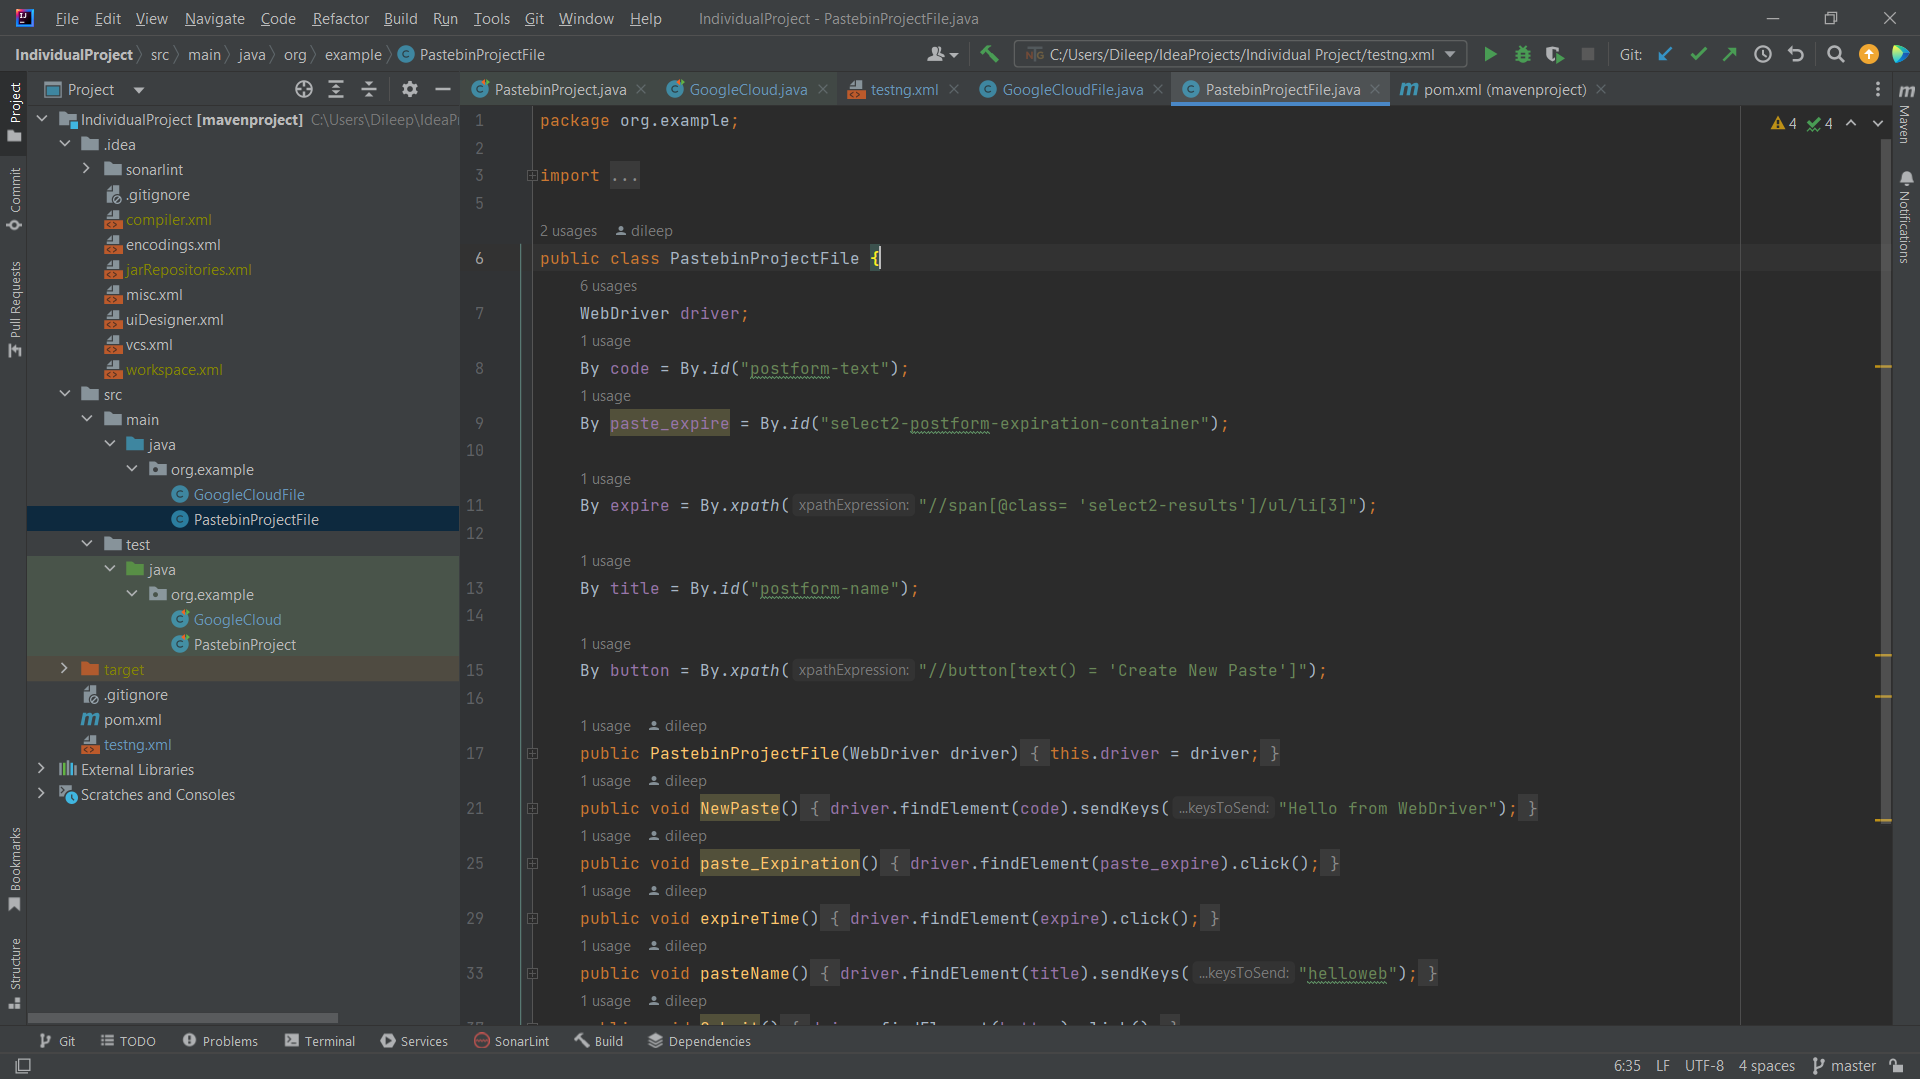 File Edit View Navigate Code Refactor Build Run Tools Git Window Help IndividualProject - PastebinProjectFile.java
IndividualProject src main java org example PastebinProjectFile C:/Users/Dileep/IdeaProjects/Individual Project/testng.xml Git:
Project PastebinProject.java GoogleCloud.java testng.xml GoogleCloudFile.java PastebinProjectFile.java pom.xml (mavenproject)
Project
Commit
Pull Requests
Bookmarks
Structure
IndividualProject [mavenproject] C:\Users\Dileep\IdeaPr
.idea
sonarlint
.gitignore
compiler.xml
encodings.xml
jarRepositories.xml
misc.xml
uiDesigner.xml
vcs.xml
workspace.xml
src
main
java
org.example
GoogleCloudFile
PastebinProjectFile
test
java
org.example
GoogleCloud
PastebinProject
target
.gitignore
pom.xml
testng.xml
External Libraries
Scratches and Consoles
1 package org.example;
2
3 import ...
5
2 usages dileep
6 public class PastebinProjectFile {
6 usages
7 WebDriver driver;
1 usage
8 By code = By.id("postform-text");
1 usage
9 By paste_expire = By.id("select2-postform-expiration-container");
10
1 usage
11 By expire = By.xpath( xpathExpression: "//span[@class= 'select2-results']/ul/li[3]");
12
1 usage
13 By title = By.id("postform-name");
14
1 usage
15 By button = By.xpath( xpathExpression: "//button[text() = 'Create New Paste']");
16
1 usage dileep
17 public PastebinProjectFile(WebDriver driver) { this.driver = driver; }
1 usage dileep
21 public void NewPaste() { driver.findElement(code).sendKeys( ...keysToSend: "Hello from WebDriver"); }
1 usage dileep
25 public void paste_Expiration() { driver.findElement(paste_expire).click(); }
1 usage dileep
29 public void expireTime() { driver.findElement(expire).click(); }
1 usage dileep
33 public void pasteName() { driver.findElement(title).sendKeys( ...keysToSend: "helloweb"); }
1 usage dileep
4 4
Maven
Notifications
Git TODO Problems Terminal Services SonarLint Build Dependencies
6:35 LF UTF-8 4 spaces master